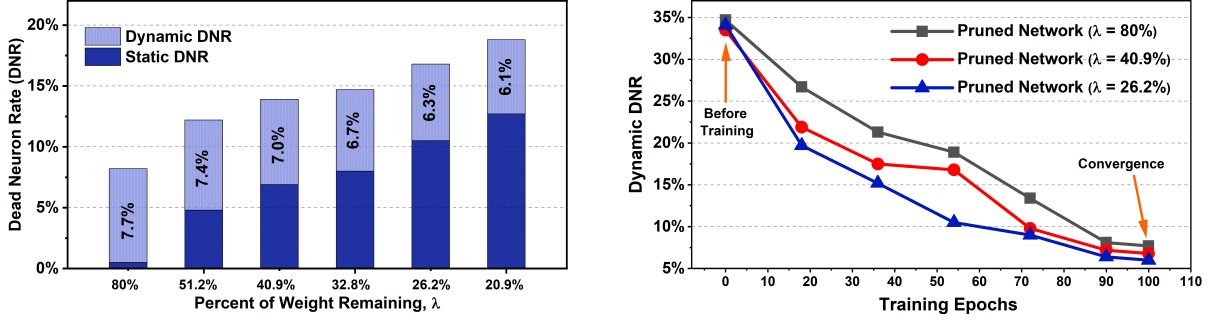 Dead Neuron Rate (DNR)
20%
15%
10%
5%
0%
Dynamic DNR
Static DNR
7.7%
7.4%
7.0%
6.7%
6.3%
6.1%
80%
51.2%
40.9%
32.8%
26.2%
20.9%
Percent of Weight Remaining, λ
Dynamic DNR
35%
30%
25%
20%
15%
10%
5%
Pruned Network (λ = 80%)
Pruned Network (λ = 40.9%)
Pruned Network (λ = 26.2%)
Before
Training
Convergence
0 10 20 30 40 50 60 70 80 90 100 110
Training Epochs